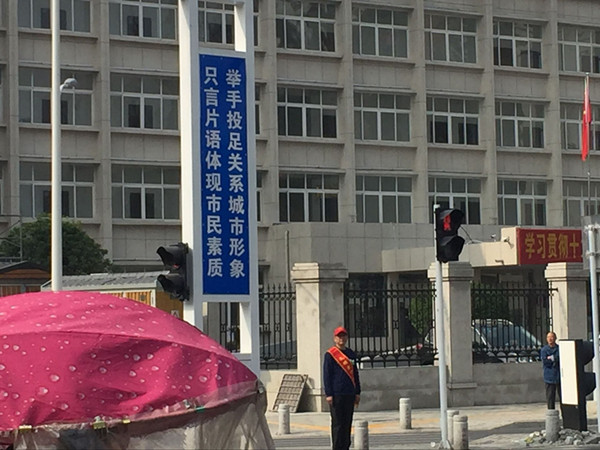 举手投足关系城市形象
只言片语体现市民素质
学习贯彻十